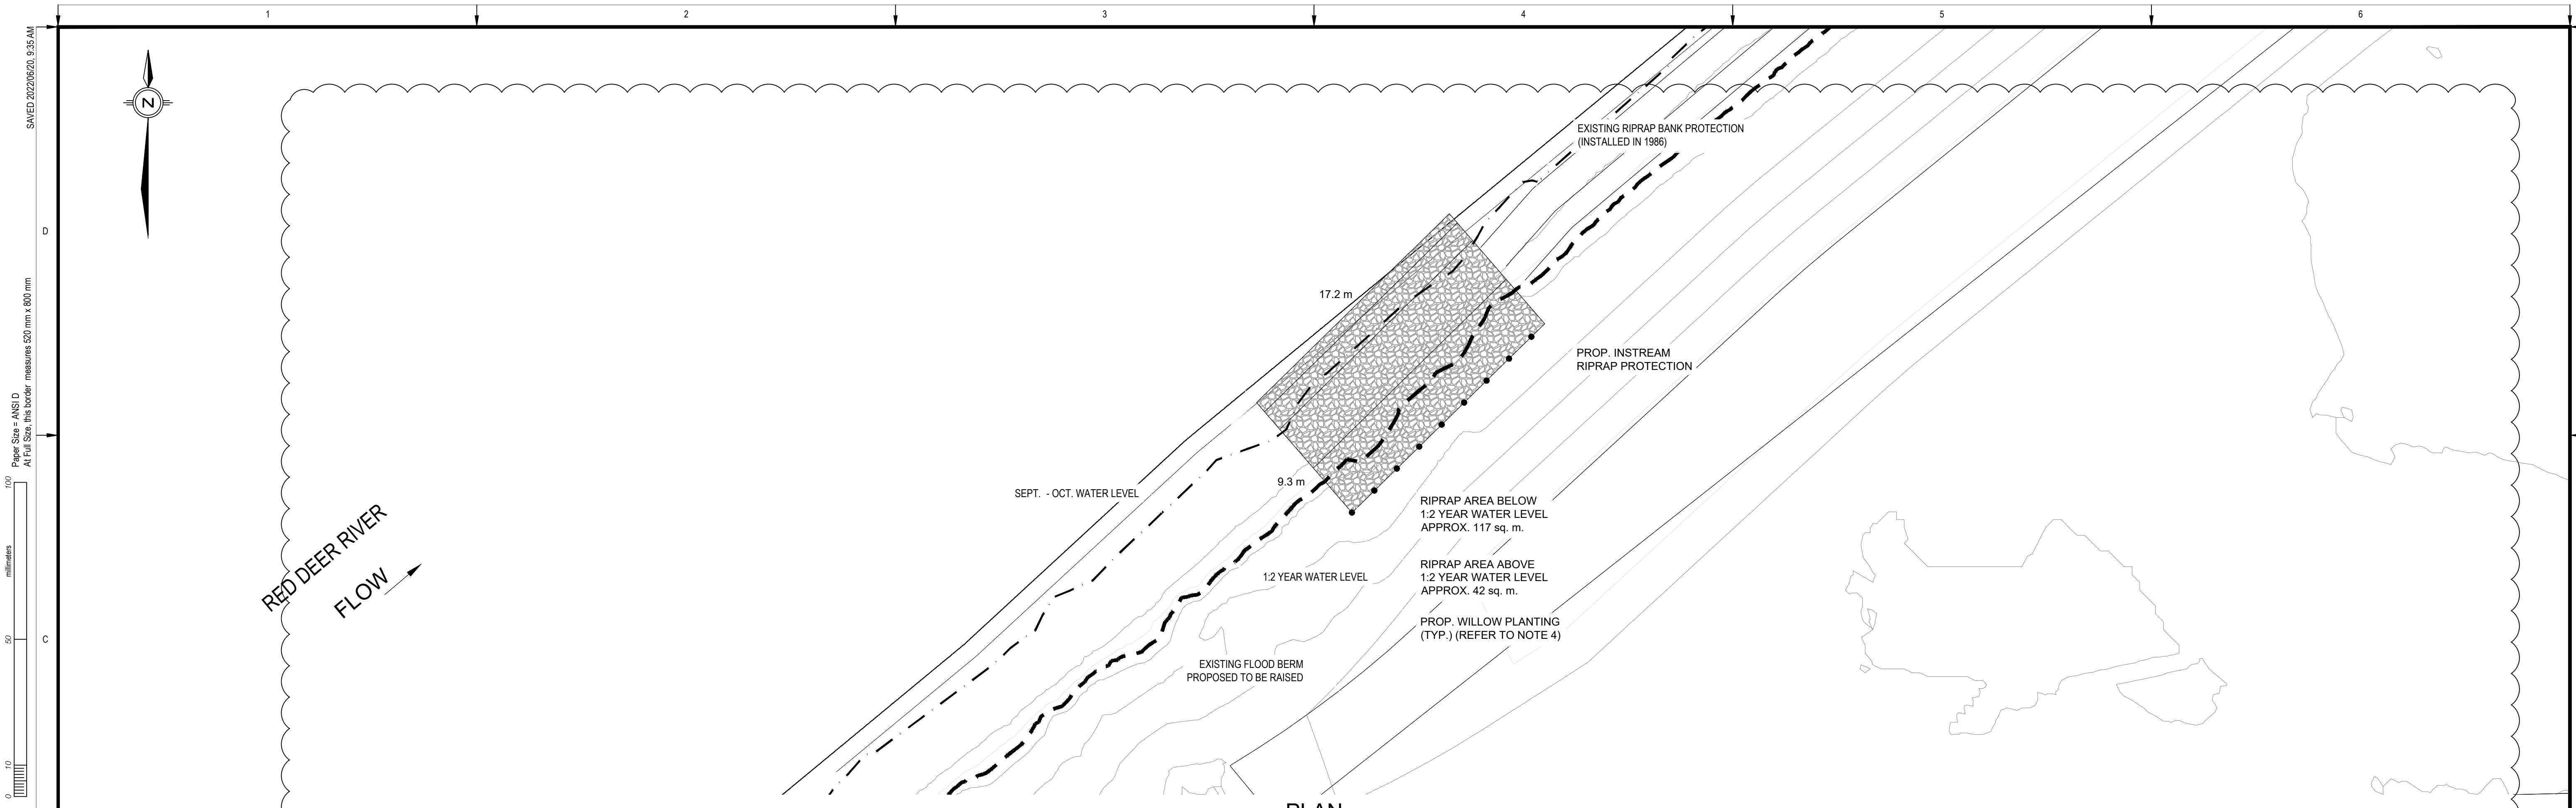 1 2 3 4 5 6
SAVED 2022/06/20, 9:35 AM
N
EXISTING RIPRAP BANK PROTECTION
(INSTALLED IN 1986)
D
17.2 m
Paper Size = ANSI D
At Full Size, this border measures 520 mm x 800 mm
PROP. INSTREAM
RIPRAP PROTECTION
100
9.3 m
SEPT. - OCT. WATER LEVEL
RIPRAP AREA BELOW
1:2 YEAR WATER LEVEL
APPROX. 117 sq. m.
RED DEER RIVER
FLOW
millimeters
1:2 YEAR WATER LEVEL
RIPRAP AREA ABOVE
1:2 YEAR WATER LEVEL
APPROX. 42 sq. m.
50
C
PROP. WILLOW PLANTING
(TYP.) (REFER TO NOTE 4)
EXISTING FLOOD BERM
PROPOSED TO BE RAISED
10
0
PLAN